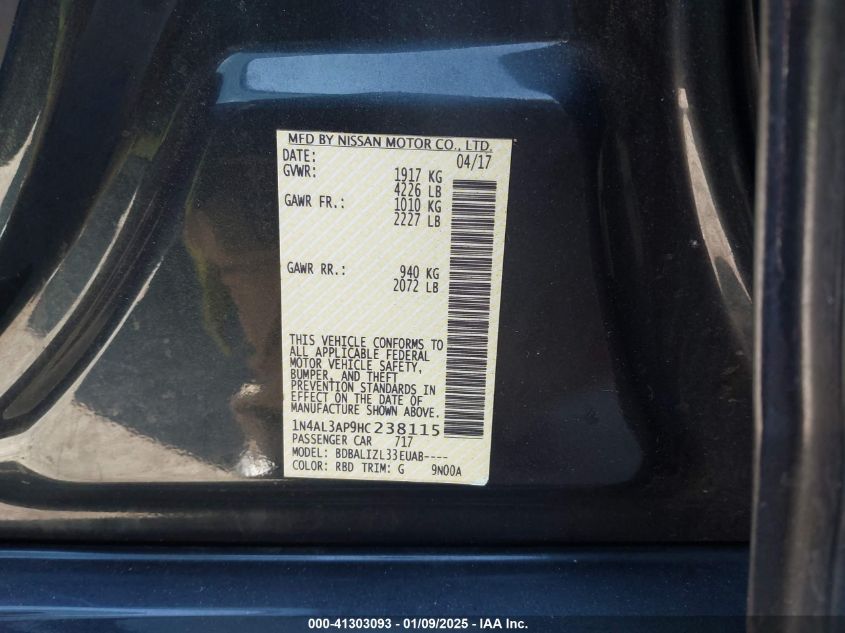 MFD BY NISSAN MOTOR CO., LTD.
DATE: 04/17
GVWR: 1917 KG
4226 LB
GAWR FR.: 1010 KG
2227 LB
GAWR RR.: 940 KG
2072 LB
THIS VEHICLE CONFORMS TO
ALL APPLICABLE FEDERAL
MOTOR VEHICLE SAFETY,
BUMPER, AND THEFT
PREVENTION STANDARDS IN
EFFECT ON THE DATE OF
MANUFACTURE SHOWN ABOVE.
1N4AL3AP9HC238115
PASSENGER CAR 717
MODEL: BDBALIZL33EUAB----
COLOR: RBD TRIM: G 9N00A
000-41303093 - 01/09/2025 - IAA Inc.